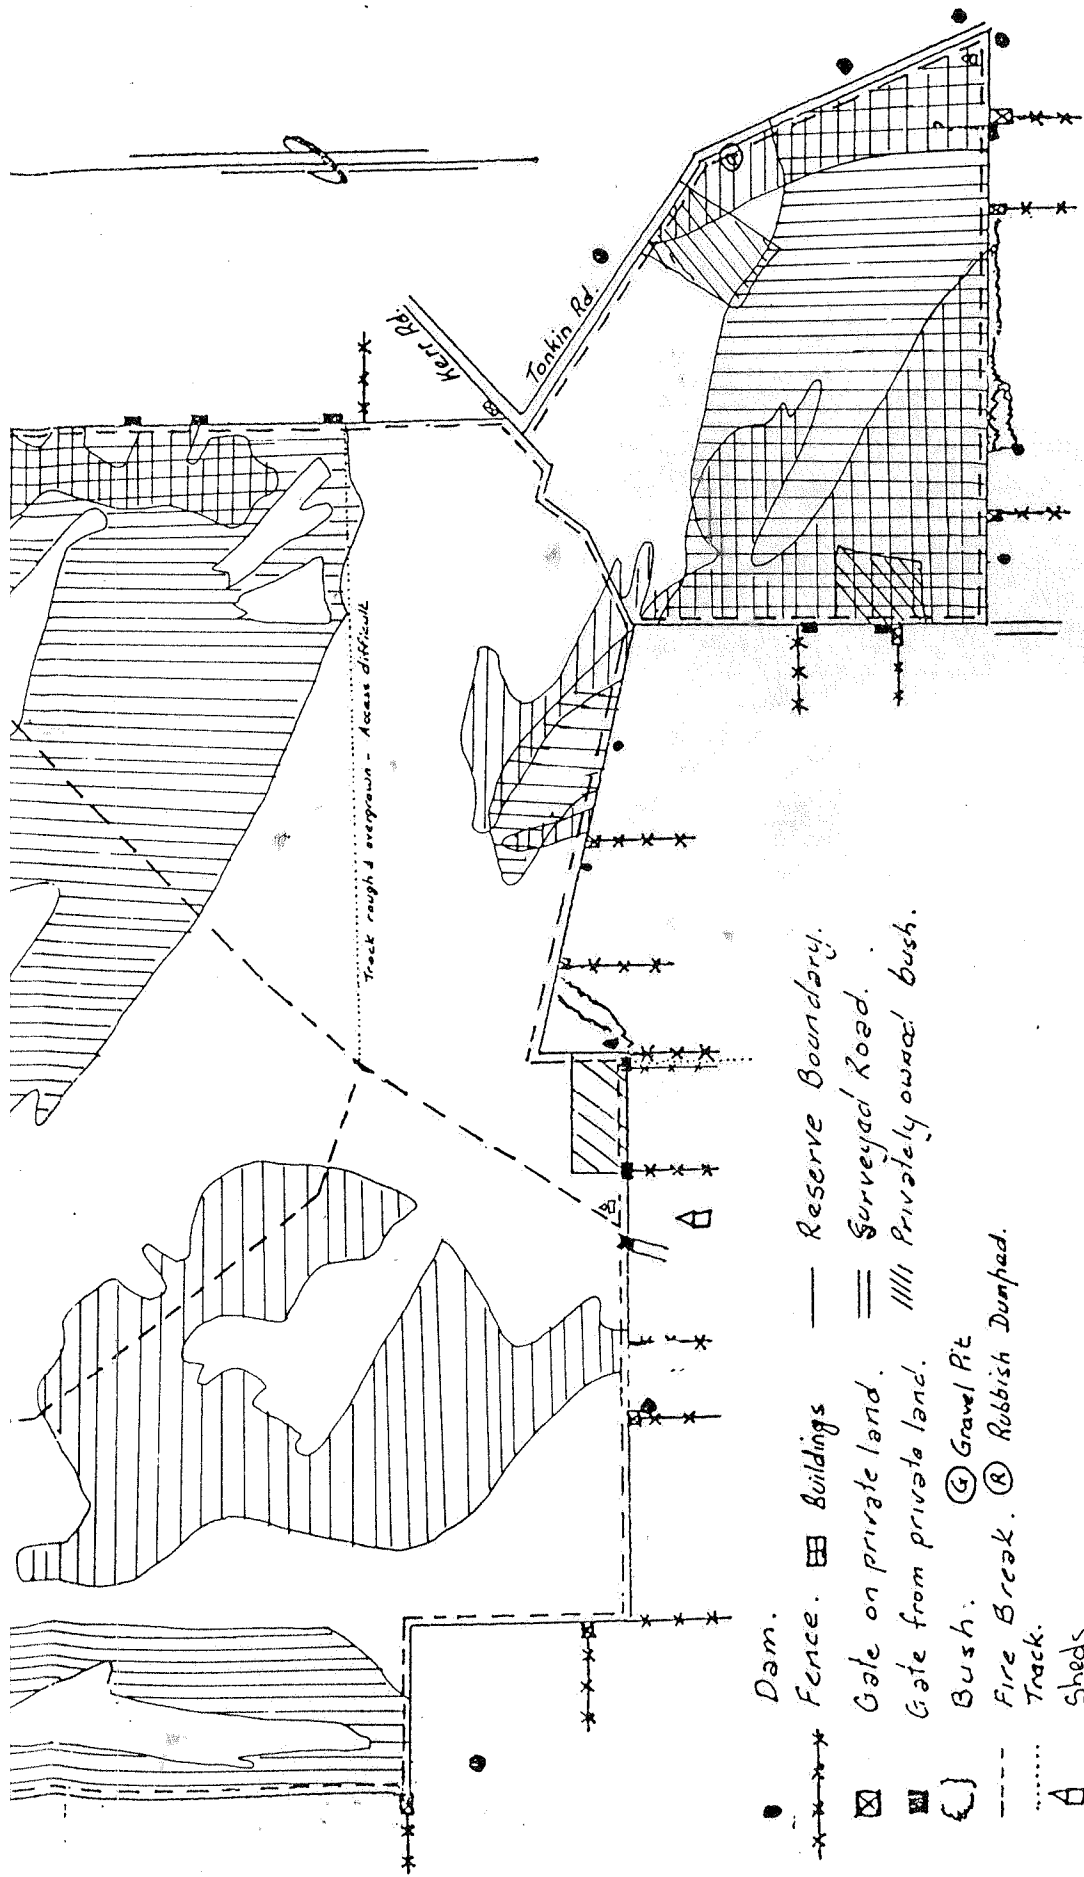 Kerr Rd.
Tonkin Rd.
Track rough & overgrown - Access difficult
Dam.
Fence.
Buildings
Reserve Boundary.
Gate on private land.
Surveyed Road.
Gate from private land.
Privately owned bush.
Bush.
G Gravel Pit
Fire Break.
R Rubbish Dumped.
Track.
Sheds